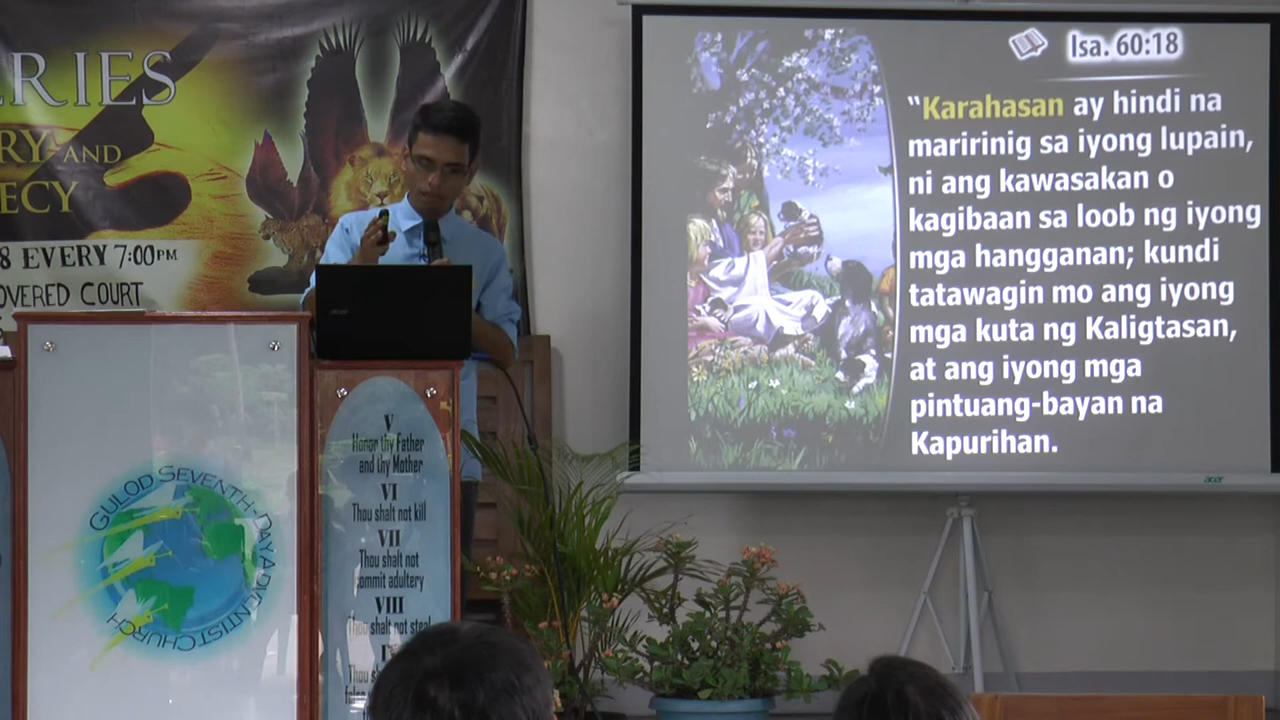 RIES
RY AND
ECY
8 EVERY 7:00PM
OVERED COURT
Isa. 60:18
“Karahasan ay hindi na
maririnig sa iyong lupain,
ni ang kawasakan o
kagibaan sa loob ng iyong
mga hangganan; kundi
tatawagin mo ang iyong
mga kuta ng Kaligtasan,
at ang iyong mga
pintuang-bayan na
Kapurihan.
acer
acer
GULOD SEVENTH-DAY ADVENTIST CHURCH
V
Honor thy Father
and thy Mother
VI
Thou shalt not kill
VII
Thou shalt not
commit adultery
VIII
Thou shalt not steal